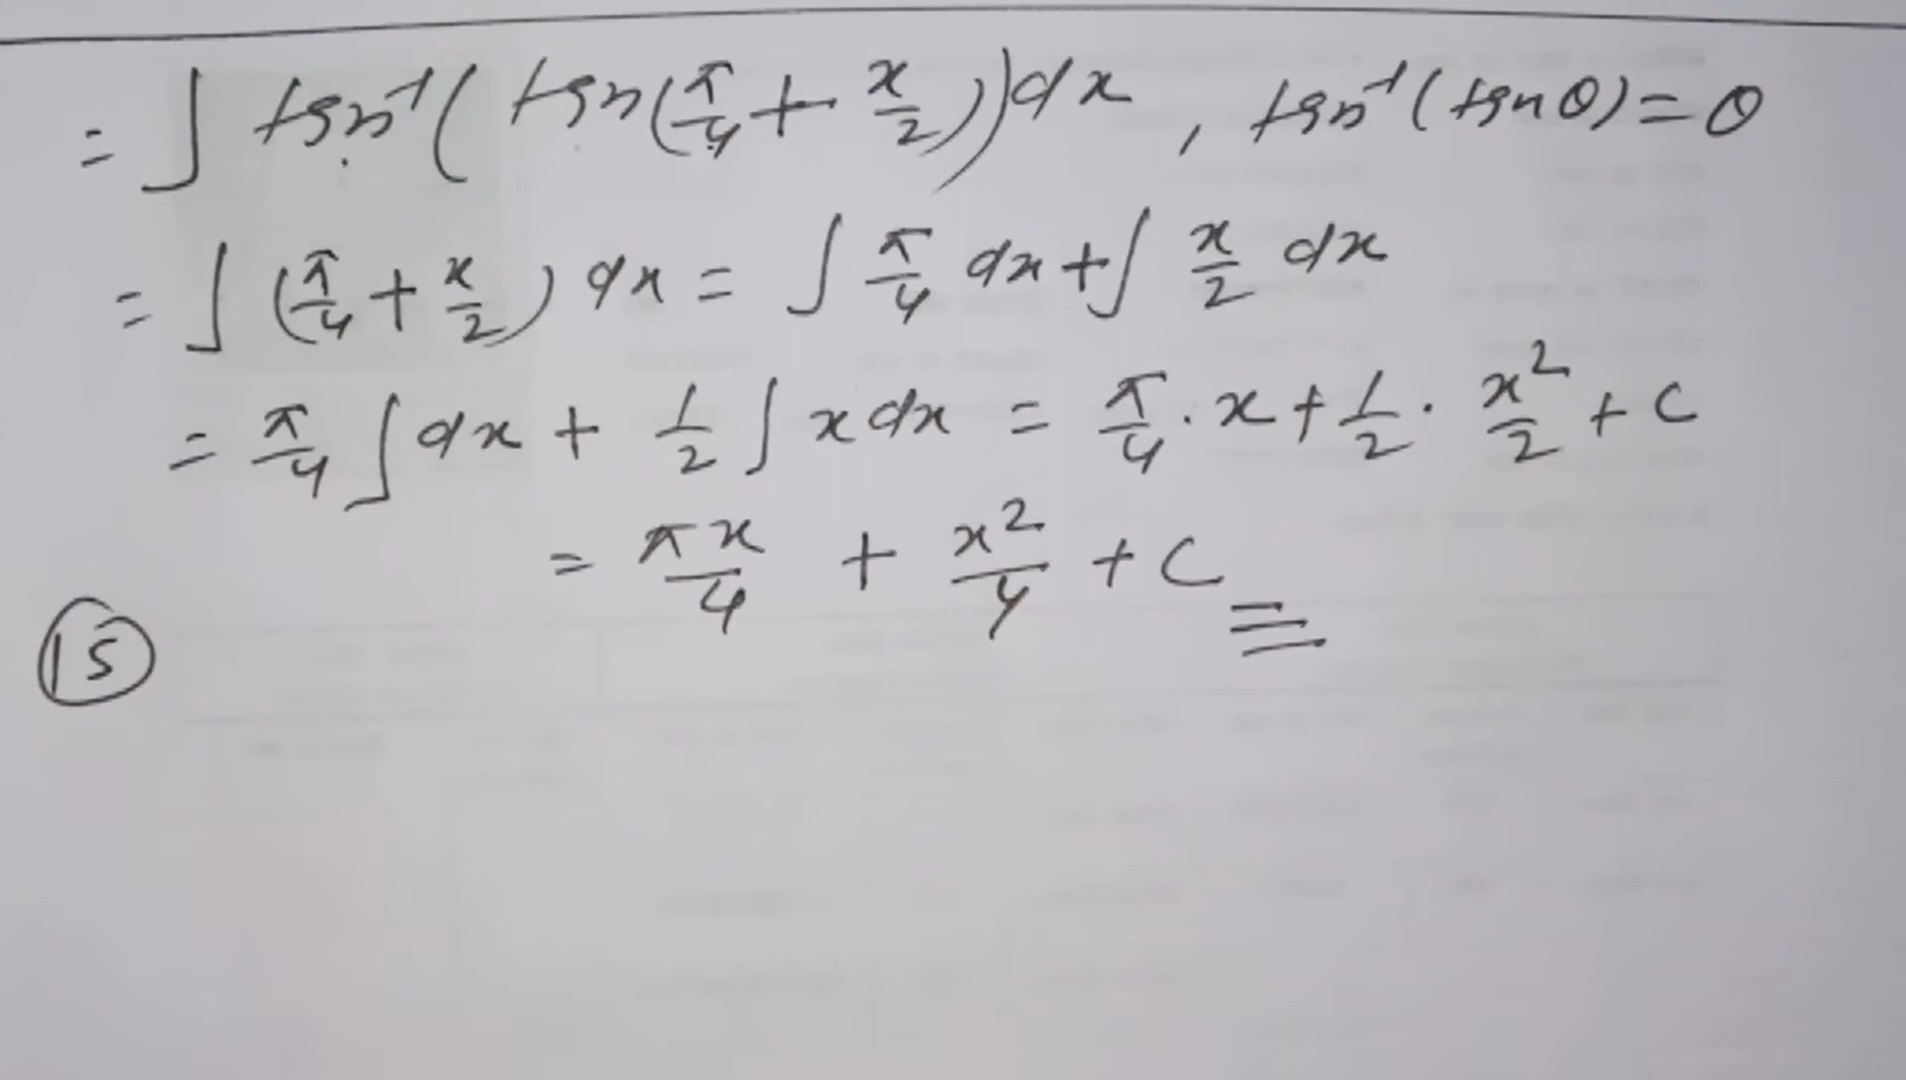 = ∫ tan⁻¹(tan(π/4 + x/2))dx, tan⁻¹(tanθ)=θ
= ∫ (π/4 + x/2) dx = ∫ π/4 dx + ∫ x/2 dx
= π/4 ∫ dx + 1/2 ∫ x dx = π/4 . x + 1/2 . x²/2 + c
= πx/4 + x²/4 + c
15